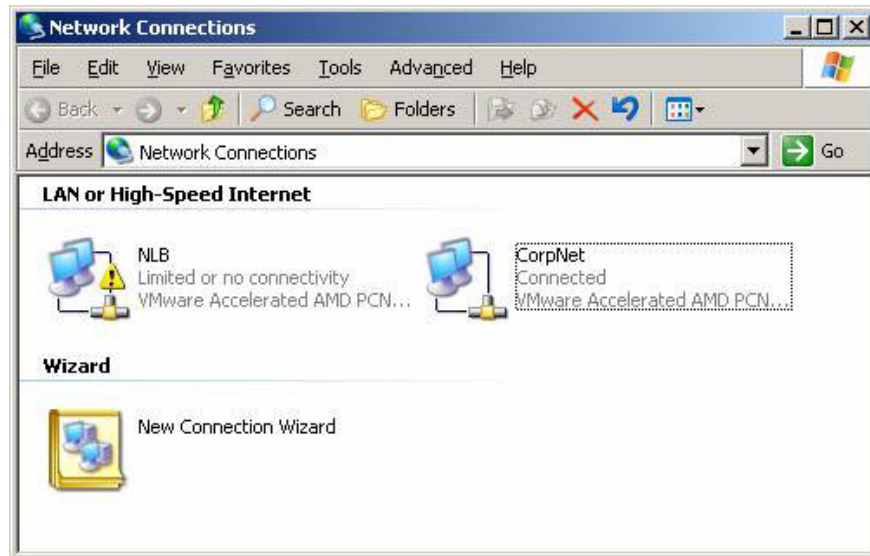 Network Connections
File Edit View Favorites Tools Advanced Help
Back Search Folders
Address Network Connections Go
LAN or High-Speed Internet
NLB
Limited or no connectivity
VMware Accelerated AMD PCN...
CorpNet
Connected
VMware Accelerated AMD PCN...
Wizard
New Connection Wizard